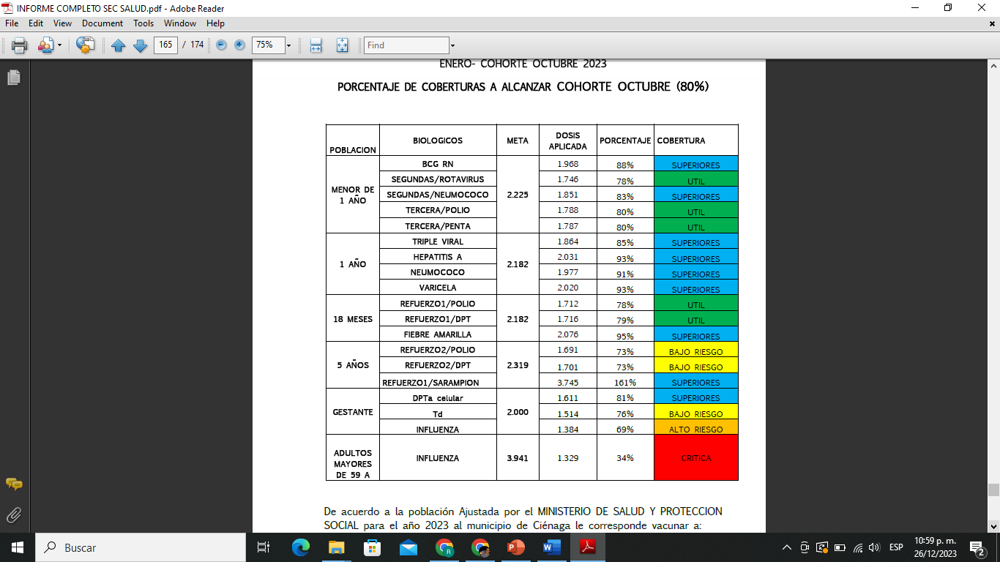 INFORME COMPLETO SEC SALUD.pdf - Adobe Reader
File Edit View Document Tools Window Help
165 / 174 75% Find
ENERO- COHORTE OCTUBRE 2023
PORCENTAJE DE COBERTURAS A ALCANZAR COHORTE OCTUBRE (80%)
POBLACION BIOLOGICOS META DOSIS APLICADA PORCENTAJE COBERTURA
MENOR DE 1 AÑO 2.225
BCG RN 1.968 88% SUPERIORES
SEGUNDAS/ROTAVIRUS 1.746 78% UTIL
SEGUNDAS/NEUMOCOCO 1.851 83% SUPERIORES
TERCERA/POLIO 1.788 80% UTIL
TERCERA/PENTA 1.787 80% UTIL
1 AÑO 2.182
TRIPLE VIRAL 1.864 85% SUPERIORES
HEPATITIS A 2.031 93% SUPERIORES
NEUMOCOCO 1.977 91% SUPERIORES
VARICELA 2.020 93% SUPERIORES
18 MESES 2.182
REFUERZO1/POLIO 1.712 78% UTIL
REFUERZO1/DPT 1.716 79% UTIL
FIEBRE AMARILLA 2.076 95% SUPERIORES
5 AÑOS 2.319
REFUERZO2/POLIO 1.691 73% BAJO RIESGO
REFUERZO2/DPT 1.701 73% BAJO RIESGO
REFUERZO1/SARAMPION 3.745 161% SUPERIORES
GESTANTE 2.000
DPTa celular 1.611 81% SUPERIORES
Td 1.514 76% BAJO RIESGO
INFLUENZA 1.384 69% ALTO RIESGO
ADULTOS MAYORES DE 59 A INFLUENZA 3.941 1.329 34% CRITICA
De acuerdo a la población Ajustada por el MINISTERIO DE SALUD Y PROTECCION
SOCIAL para el año 2023 al municipio de Ciénaga le corresponde vacunar a:
Buscar
ESP
10:59 p. m.
26/12/2023
2